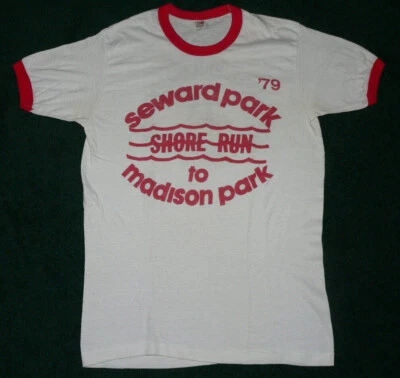 '79
seward park
SHORE RUN
to
madison park